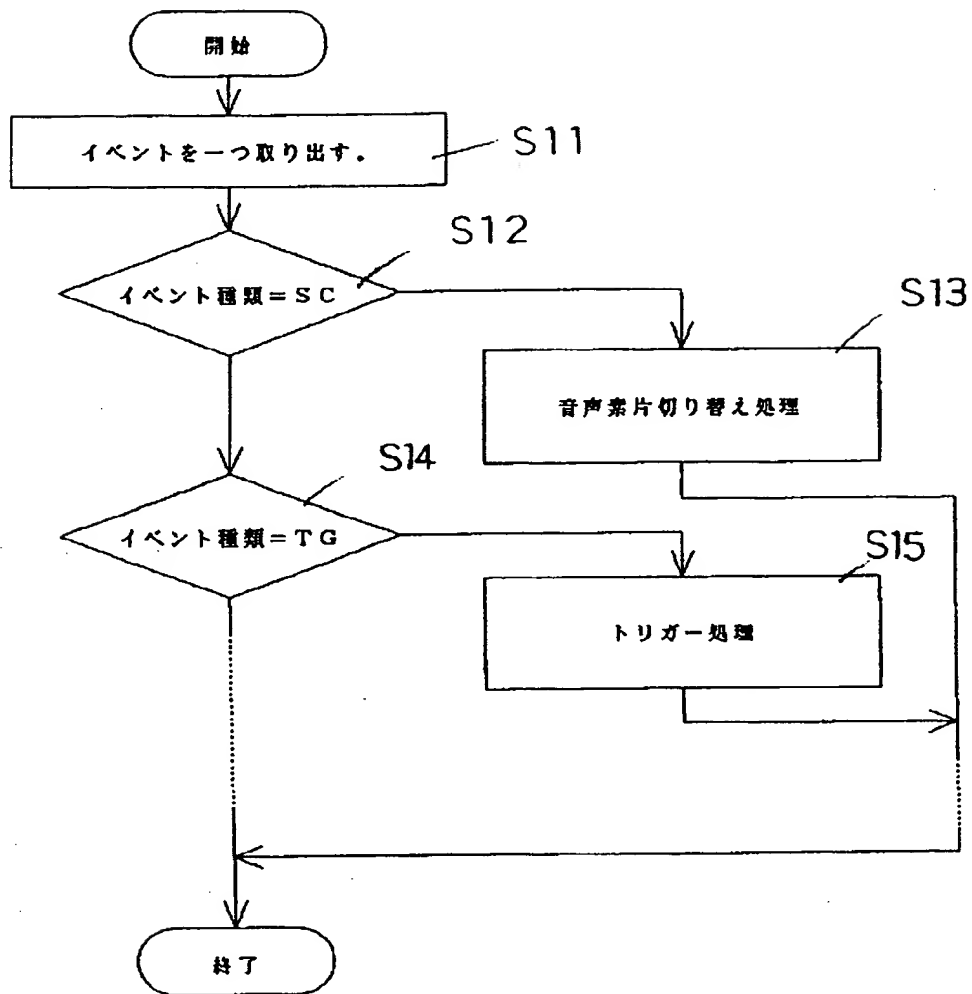 開始
イベントを一つ取り出す。
S11
S12
イベント種類＝SC
S13
音声素片切り替え処理
S14
イベント種類＝TG
S15
トリガー処理
終了